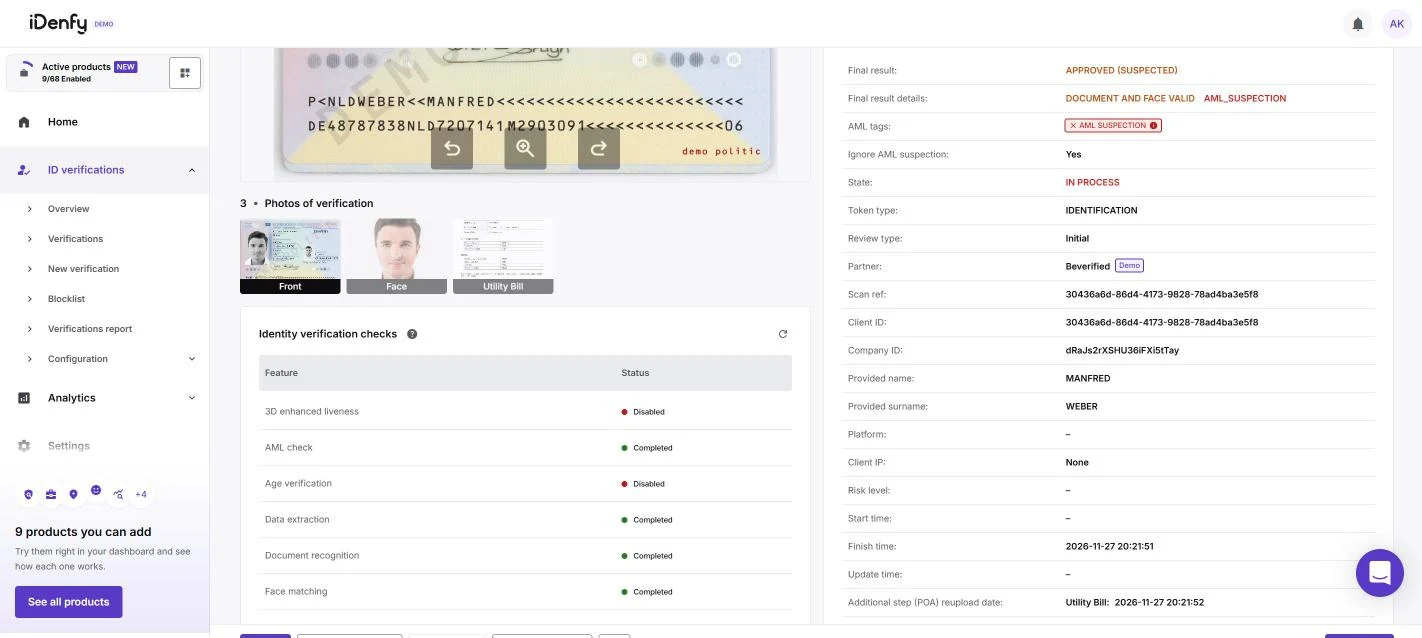 iDenfy DEMO
AK
Active products NEW
9/68 Enabled
Home
ID verifications
Overview
Verifications
New verification
Blocklist
Verifications report
Configuration
Analytics
Settings
+4
9 products you can add
Try them right in your dashboard and see
how each one works.
See all products
DEMO
P<NLDWEBER<<MANFRED<<<<<<<<<<<<<<<<<<<<<<<<<
DE48787838NLD7207141M2903091<<<<<<<<<<<<<<06
demo politic
3 • Photos of verification
Front
Face
Utility Bill
Identity verification checks ?
Feature Status
3D enhanced liveness Disabled
AML check Completed
Age verification Disabled
Data extraction Completed
Document recognition Completed
Face matching Completed
Final result: APPROVED (SUSPECTED)
Final result details: DOCUMENT AND FACE VALID AML_SUSPECTION
AML tags: × AML SUSPECTION
Ignore AML suspection: Yes
State: IN PROCESS
Token type: IDENTIFICATION
Review type: Initial
Partner: Beverified Demo
Scan ref: 30436a6d-86d4-4173-9828-78ad4ba3e5f8
Client ID: 30436a6d-86d4-4173-9828-78ad4ba3e5f8
Company ID: dRaJs2rXSHU36iFXi5tTay
Provided name: MANFRED
Provided surname: WEBER
Platform: –
Client IP: None
Risk level: –
Start time: –
Finish time: 2026-11-27 20:21:51
Update time: –
Additional step (POA) reupload date: Utility Bill: 2026-11-27 20:21:52